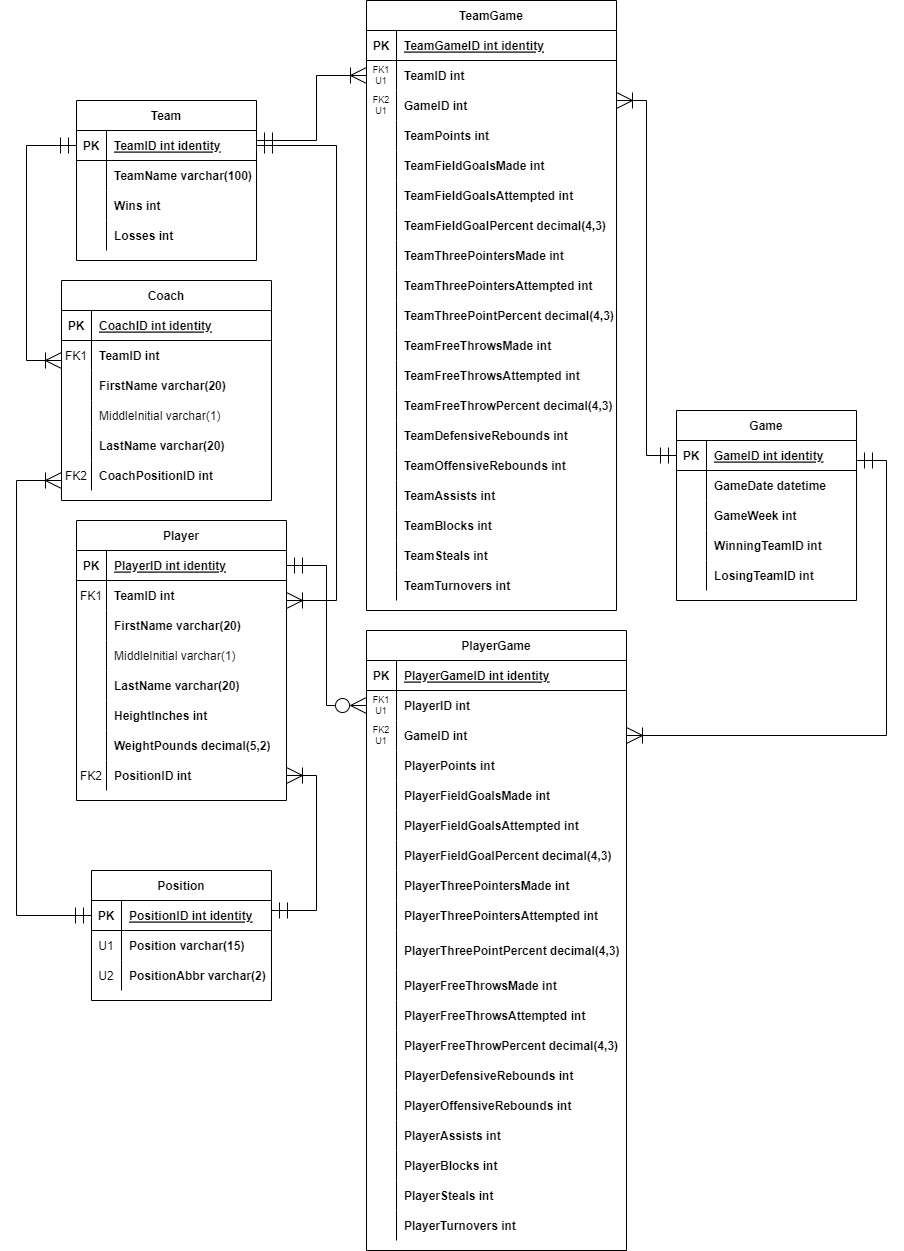 TeamGame
PK TeamGameID int identity
FK1 U1 TeamID int
FK2 U1 GameID int
TeamPoints int
TeamFieldGoalsMade int
TeamFieldGoalsAttempted int
TeamFieldGoalPercent decimal(4,3)
TeamThreePointersMade int
TeamThreePointersAttempted int
TeamThreePointPercent decimal(4,3)
TeamFreeThrowsMade int
TeamFreeThrowsAttempted int
TeamFreeThrowPercent decimal(4,3)
TeamDefensiveRebounds int
TeamOffensiveRebounds int
TeamAssists int
TeamBlocks int
TeamSteals int
TeamTurnovers int
Team
PK TeamID int identity
TeamName varchar(100)
Wins int
Losses int
Coach
PK CoachID int identity
FK1 TeamID int
FirstName varchar(20)
MiddleInitial varchar(1)
LastName varchar(20)
FK2 CoachPositionID int
Game
PK GameID int identity
GameDate datetime
GameWeek int
WinningTeamID int
LosingTeamID int
Player
PK PlayerID int identity
FK1 TeamID int
FirstName varchar(20)
MiddleInitial varchar(1)
LastName varchar(20)
HeightInches int
WeightPounds decimal(5,2)
FK2 PositionID int
PlayerGame
PK PlayerGameID int identity
FK1 U1 PlayerID int
FK2 U1 GameID int
PlayerPoints int
PlayerFieldGoalsMade int
PlayerFieldGoalsAttempted int
PlayerFieldGoalPercent decimal(4,3)
PlayerThreePointersMade int
PlayerThreePointersAttempted int
PlayerThreePointPercent decimal(4,3)
PlayerFreeThrowsMade int
PlayerFreeThrowsAttempted int
PlayerFreeThrowPercent decimal(4,3)
PlayerDefensiveRebounds int
PlayerOffensiveRebounds int
PlayerAssists int
PlayerBlocks int
PlayerSteals int
PlayerTurnovers int
Position
PK PositionID int identity
U1 Position varchar(15)
U2 PositionAbbr varchar(2)